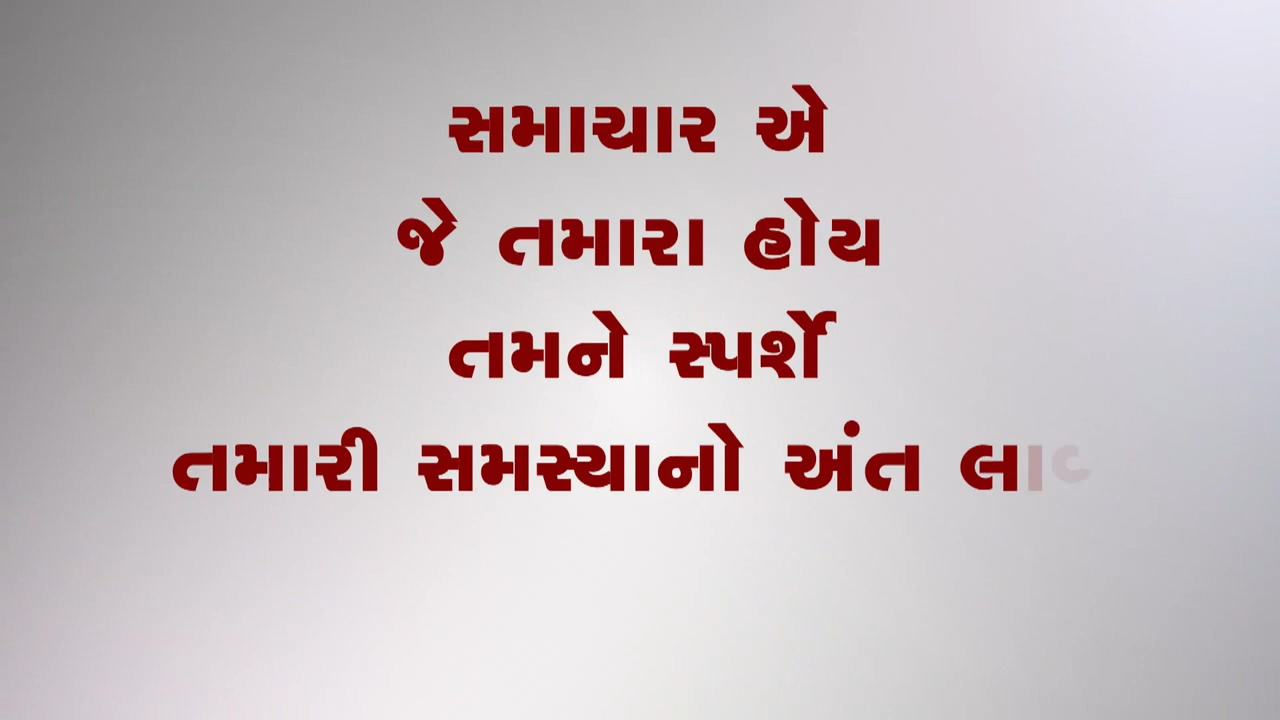 સમાચાર એ
જે તમારા હોય
તમને સ્પર્શે
તમારી સમસ્યાનો અંત